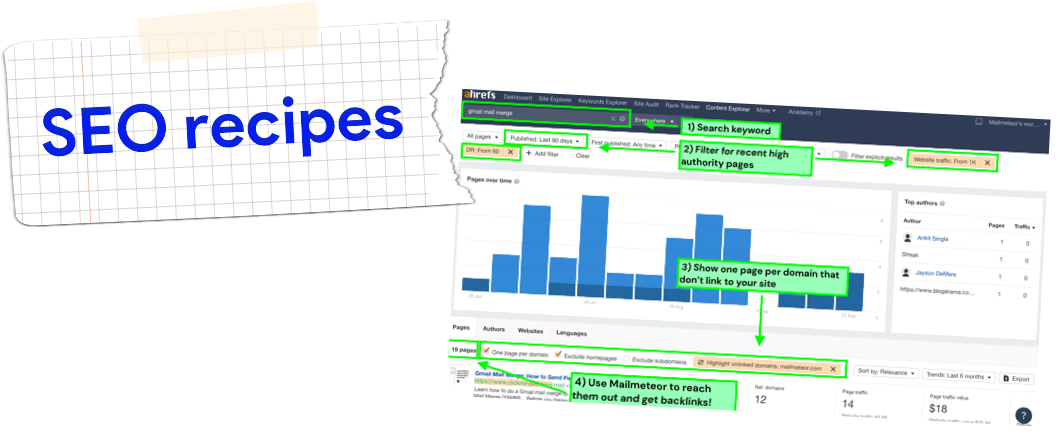 SEO recipes
ahrefs Dashboard Site Explorer Keywords Explorer Site Audit Rank Tracker Content Explorer More Academy
Mailmeteor's wor...
gmail mail merge
Everywhere
1) Search keyword
All pages
Published: Last 90 days
First published: Any time
2) Filter for recent high
authority pages
Filter explicit results
Website traffic: From 1K
DR: From 60
+ Add filter
Clear
Pages over time
Top authors
Author Pages Traffic
Ankit Singla 1 0
Streak 1 0
Jayson DeMers 1 0
https://www.blogarama.co... 1 0
3) Show one page per domain that
don't link to your site
Pages Authors Websites Languages
19 pages
One page per domain
Exclude homepages
Exclude subdomains
Highlight unlinked domains: mailmeteor.com
Sort by: Relevance
Trends: Last 6 months
Export
Gmail Mail Merge: How to Send
Learn how to do a Gmail mail merge
4) Use Mailmeteor to reach
them out and get backlinks!
Ref. domains
12
Page traffic
14
Page traffic value
$18
?